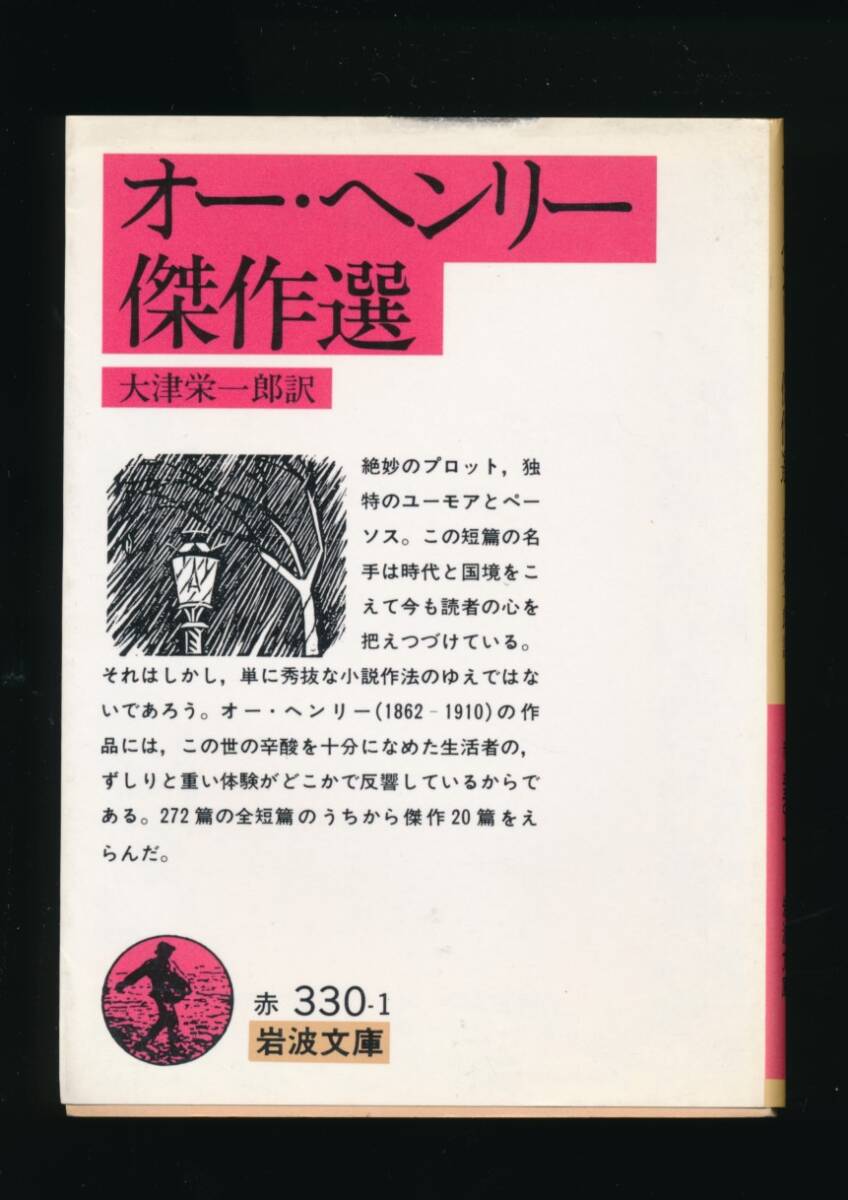 オー・ヘンリー
傑作選
大津栄一郎訳
絶妙のプロット，独
特のユーモアとペー
ソス。この短篇の名
手は時代と国境をこ
えて今も読者の心を
把えつづけている。
それはしかし，単に秀抜な小説作法のゆえではな
いであろう。オー・ヘンリー(1862‐1910)の作
品には，この世の辛酸を十分になめた生活者の，
ずしりと重い体験がどこかで反響しているからで
ある。272篇の全短篇のうちから傑作20篇をえ
らんだ。
赤 330-1
岩波文庫